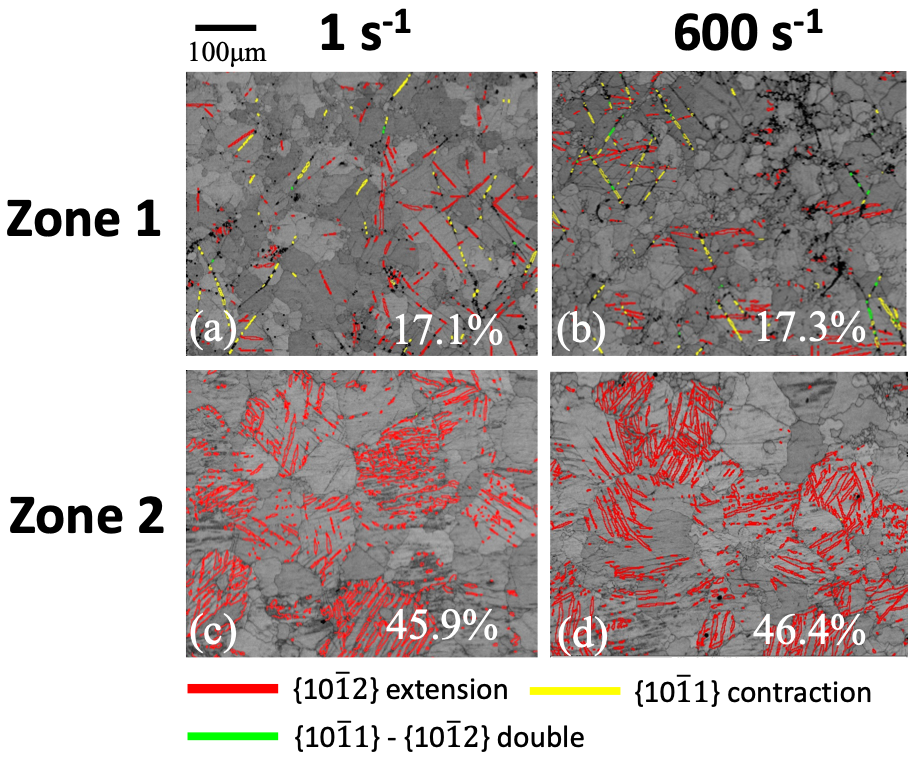 1 s⁻¹ 600 s⁻¹
100μm
Zone 1
(a) 17.1% (b) 17.3%
Zone 2
(c) 45.9% (d) 46.4%
{101̅2} extension {101̅1} contraction
{101̅1} - {101̅2} double